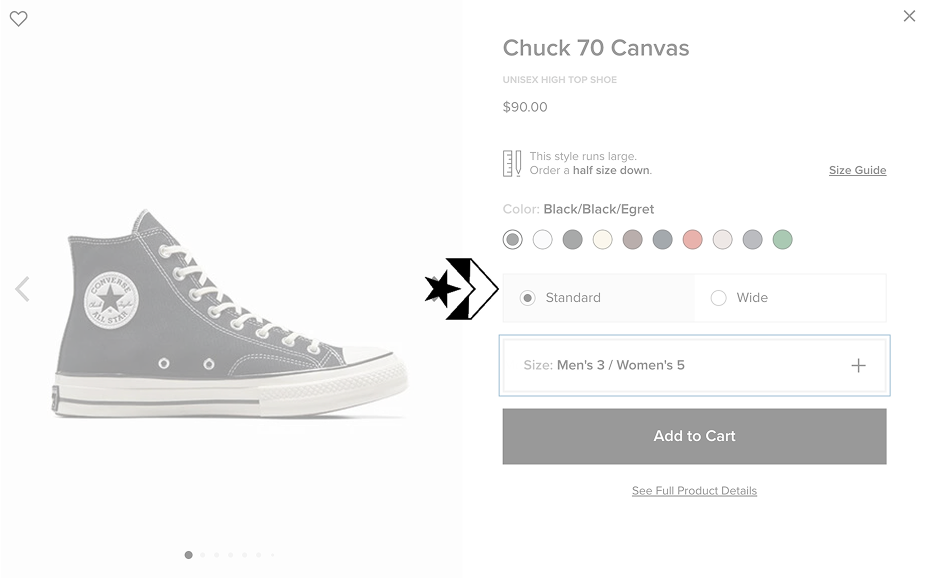 Chuck 70 Canvas
UNISEX HIGH TOP SHOE
$90.00
This style runs large.
Order a half size down.
Size Guide
Color: Black/Black/Egret
Standard
Wide
Size: Men's 3 / Women's 5
Add to Cart
See Full Product Details
CONVERSE
ALL STAR